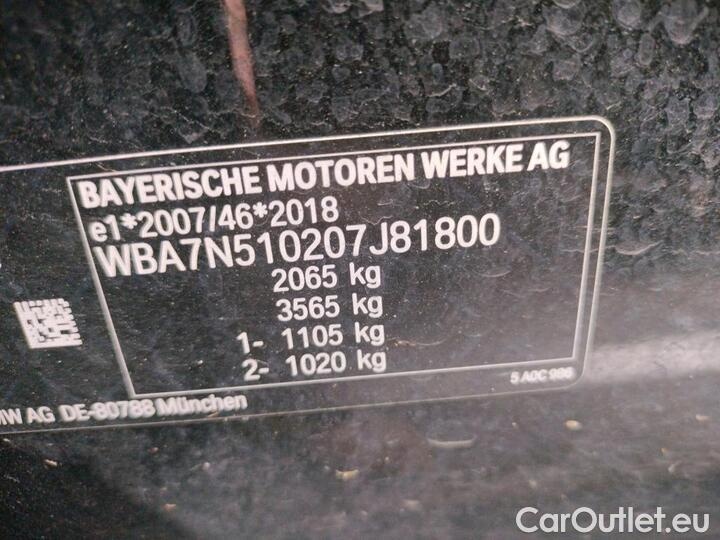 BAYERISCHE MOTOREN WERKE AG
e1*2007/46*2018
WBA7N510207J81800
2065 kg
3565 kg
1- 1105 kg
2- 1020 kg
5 A0C 986
MW AG DE-80788 München
CarOutlet.eu